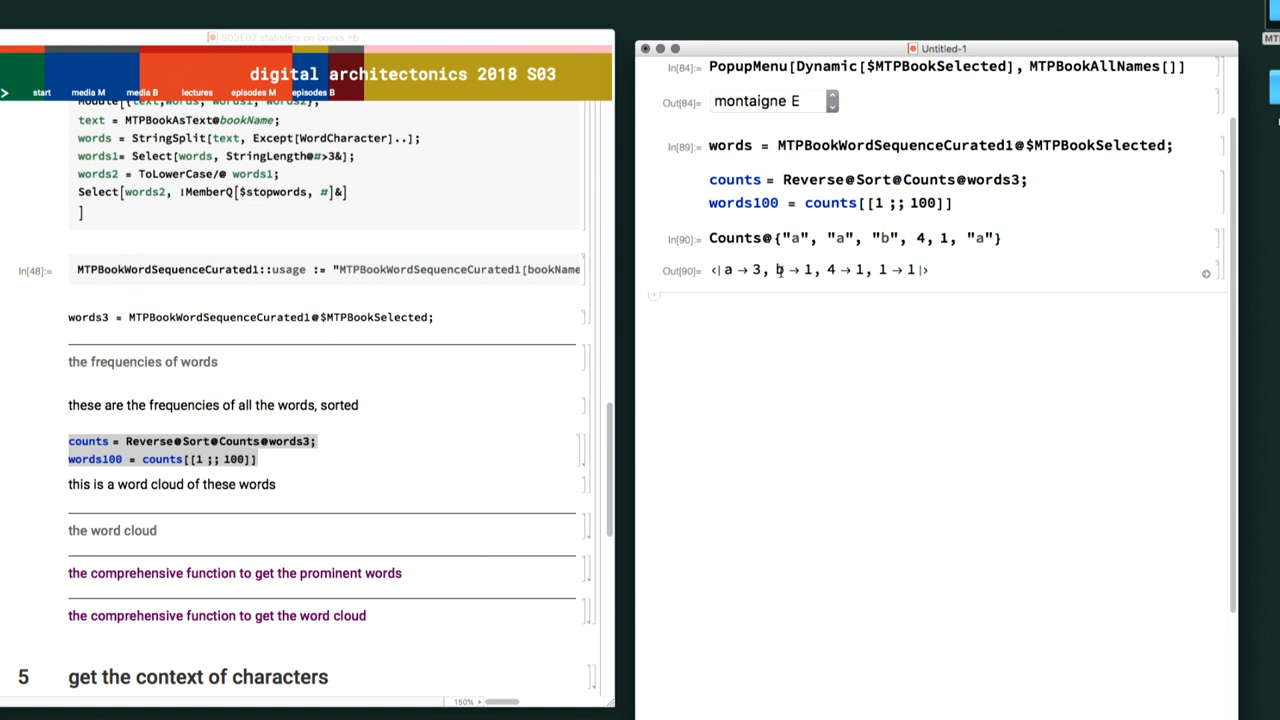 S03E02 statistics on books.nb
digital architectonics 2018 S03
> start media M media B lectures episodes M episodes B
text = MTPBookAsText@bookName;
words = StringSplit[text, Except[WordCharacter]..];
words1= Select[words, StringLength@#>3&];
words2 = ToLowerCase/@ words1;
Select[words2, !MemberQ[$stopwords, #]&]
]
In[48]:= MTPBookWordSequenceCurated1::usage := "MTPBookWordSequenceCurated1[bookName
words3 = MTPBookWordSequenceCurated1@$MTPBookSelected;
the frequencies of words
these are the frequencies of all the words, sorted
counts = Reverse@Sort@Counts@words3;
words100 = counts[[1 ;; 100]]
this is a word cloud of these words
the word cloud
the comprehensive function to get the prominent words
the comprehensive function to get the word cloud
5 get the context of characters
150%
Untitled-1
In[84]:= PopupMenu[Dynamic[$MTPBookSelected], MTPBookAllNames[]]
Out[84]= montaigne E
In[89]:= words = MTPBookWordSequenceCurated1@$MTPBookSelected;
counts = Reverse@Sort@Counts@words3;
words100 = counts[[1 ;; 100]]
In[90]:= Counts@{"a", "a", "b", 4, 1, "a"}
Out[90]= <| a → 3, b → 1, 4 → 1, 1 → 1 |>